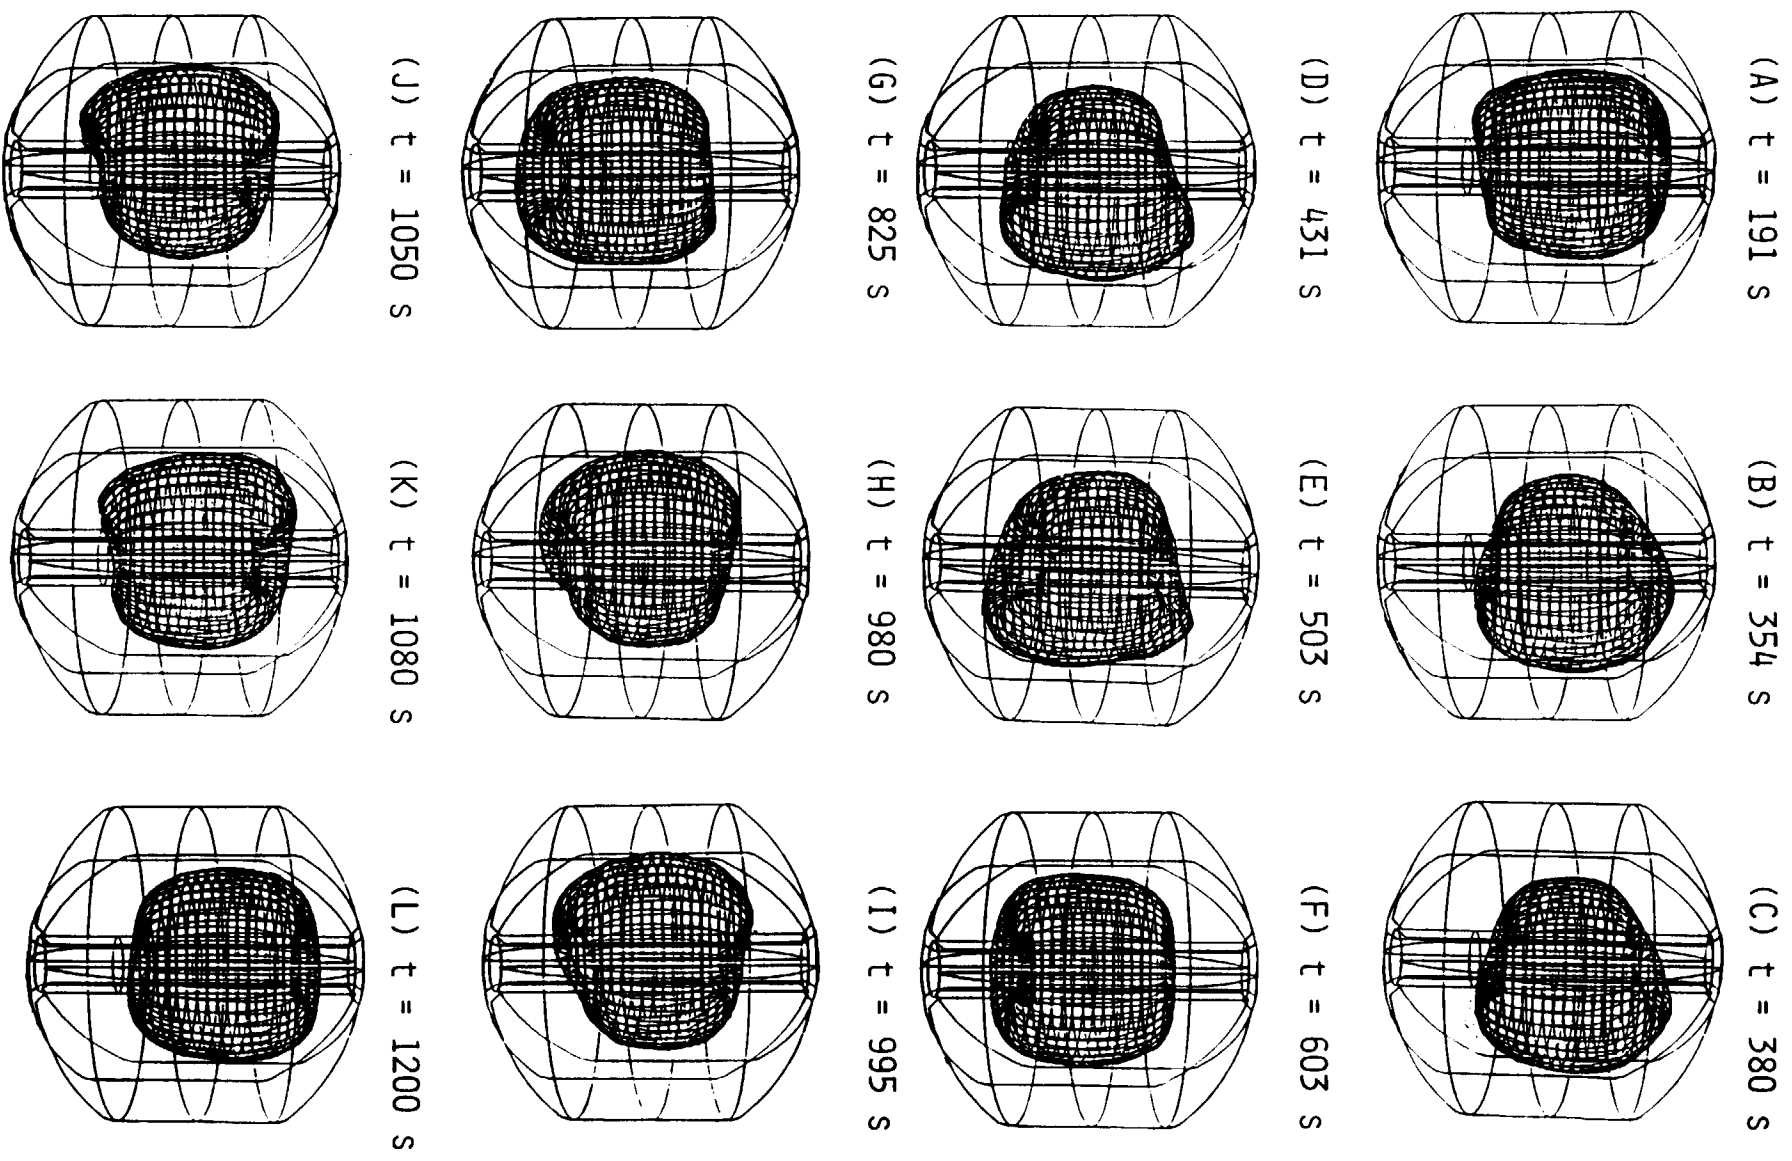 (A) t = 191 s
(B) t = 354 s
(C) t = 380 s
(D) t = 431 s
(E) t = 503 s
(F) t = 603 s
(G) t = 825 s
(H) t = 980 s
(I) t = 995 s
(J) t = 1050 s
(K) t = 1080 s
(L) t = 1200 s